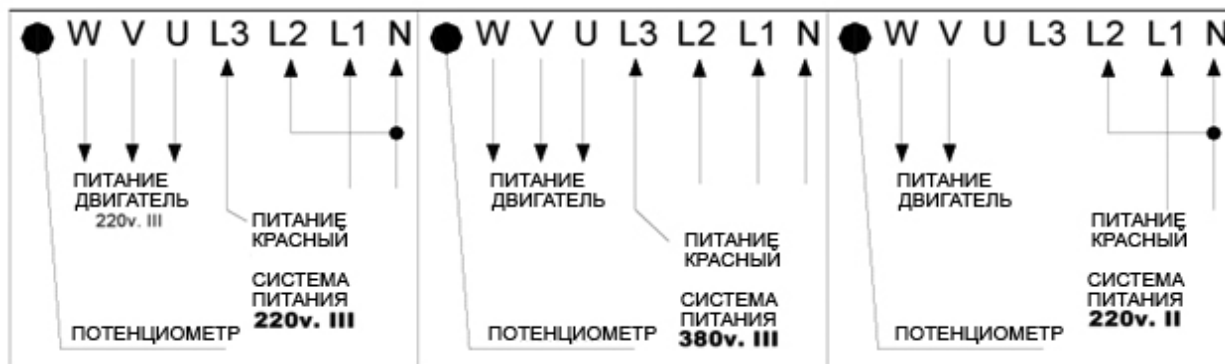 W V U L3 L2 L1 N
ПИТАНИЕ
ДВИГАТЕЛЬ
220v. III
ПИТАНИЕ
КРАСНЫЙ
СИСТЕМА
ПИТАНИЯ
220v. III
ПОТЕНЦИОМЕТР
W V U L3 L2 L1 N
ПИТАНИЕ
ДВИГАТЕЛЬ
ПИТАНИЕ
КРАСНЫЙ
СИСТЕМА
ПИТАНИЯ
380v. III
ПОТЕНЦИОМЕТР
W V U L3 L2 L1 N
ПИТАНИЕ
ДВИГАТЕЛЬ
ПИТАНИЕ
КРАСНЫЙ
СИСТЕМА
ПИТАНИЯ
220v. II
ПОТЕНЦИОМЕТР